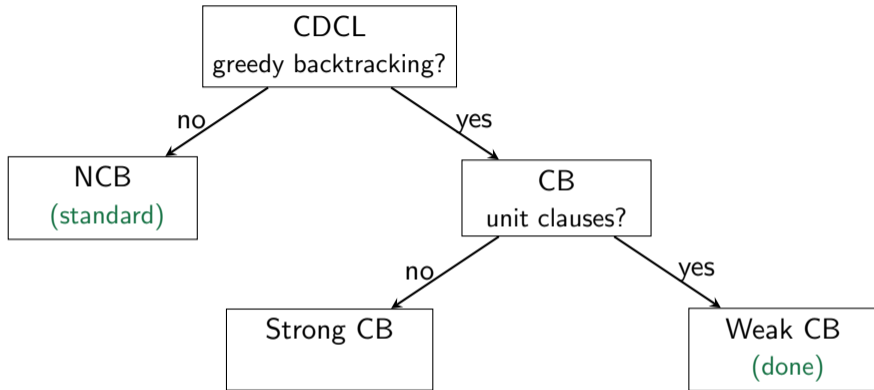 CDCL
greedy backtracking?
no
yes
NCB
(standard)
CB
unit clauses?
no
yes
Strong CB
Weak CB
(done)